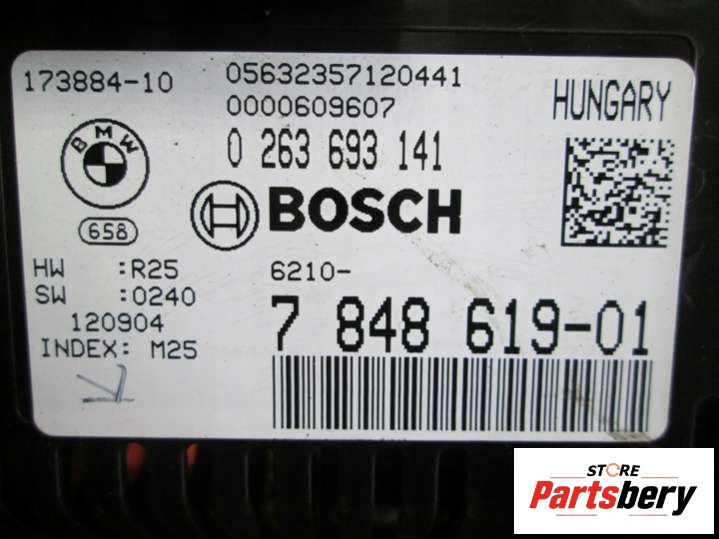 173884-10
05632357120441
0000609607
HUNGARY
BMW
0 263 693 141
BOSCH
658
HW :R25
SW :0240
120904
INDEX: M25
6210-
7 848 619-01
STORE
Partsbery